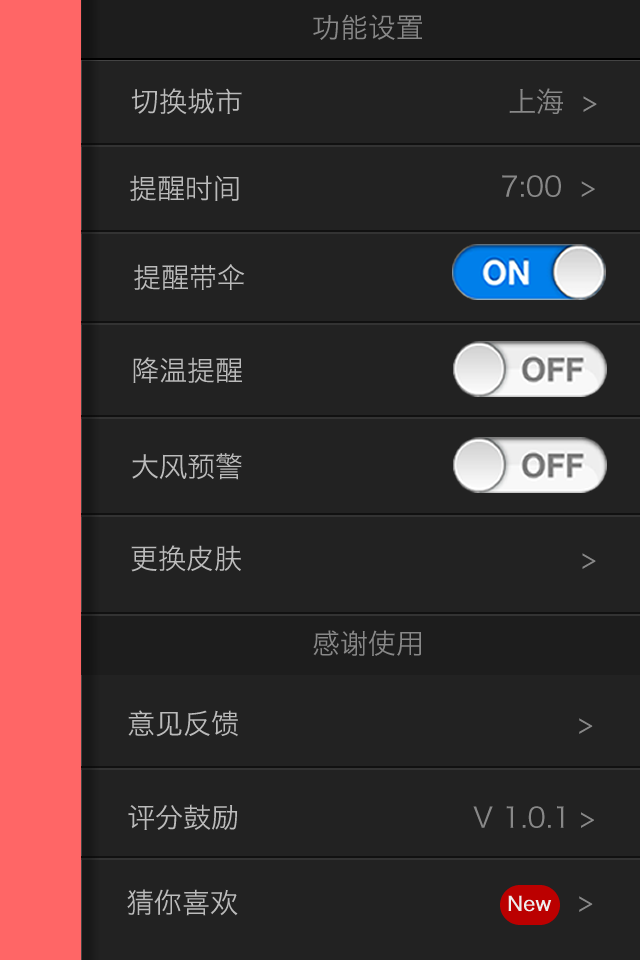 功能设置
切换城市 上海 >
提醒时间 7:00 >
提醒带伞 ON
降温提醒 OFF
大风预警 OFF
更换皮肤 >
感谢使用
意见反馈 >
评分鼓励 V 1.0.1 >
猜你喜欢 New >